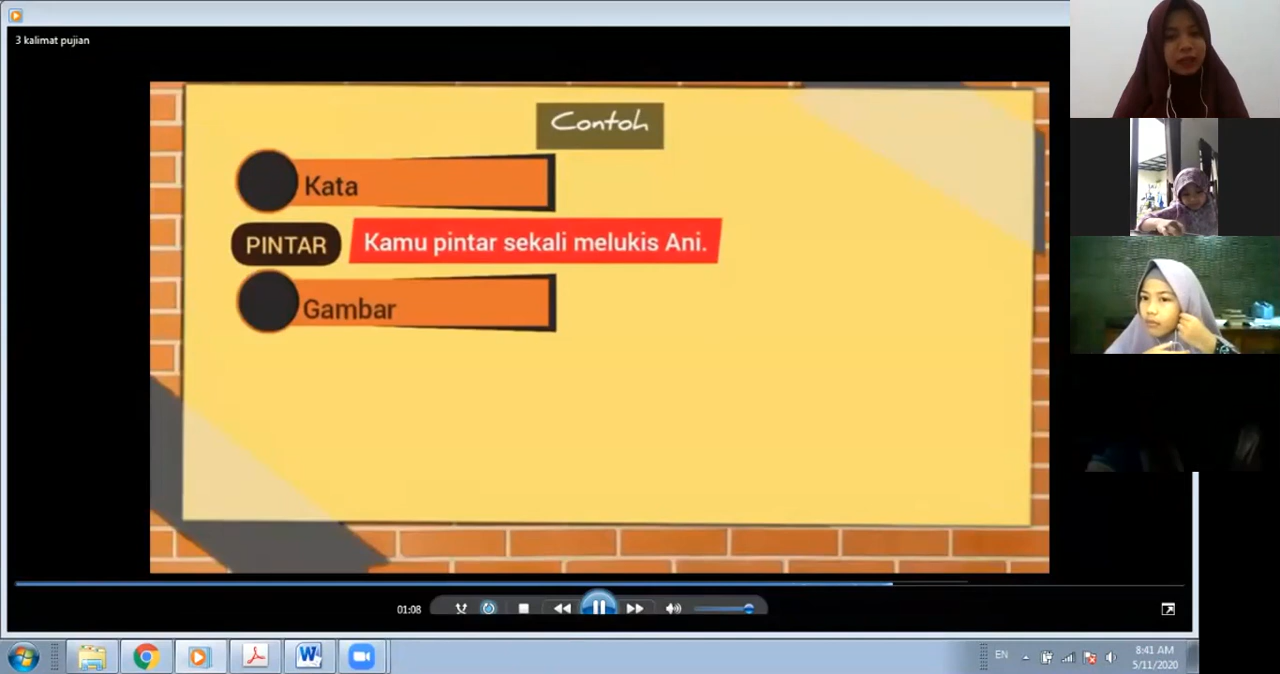 3 kalimat pujian
Contoh
Kata
PINTAR
Kamu pintar sekali melukis Ani.
Gambar
01:08
EN
8:41 AM
5/11/2020